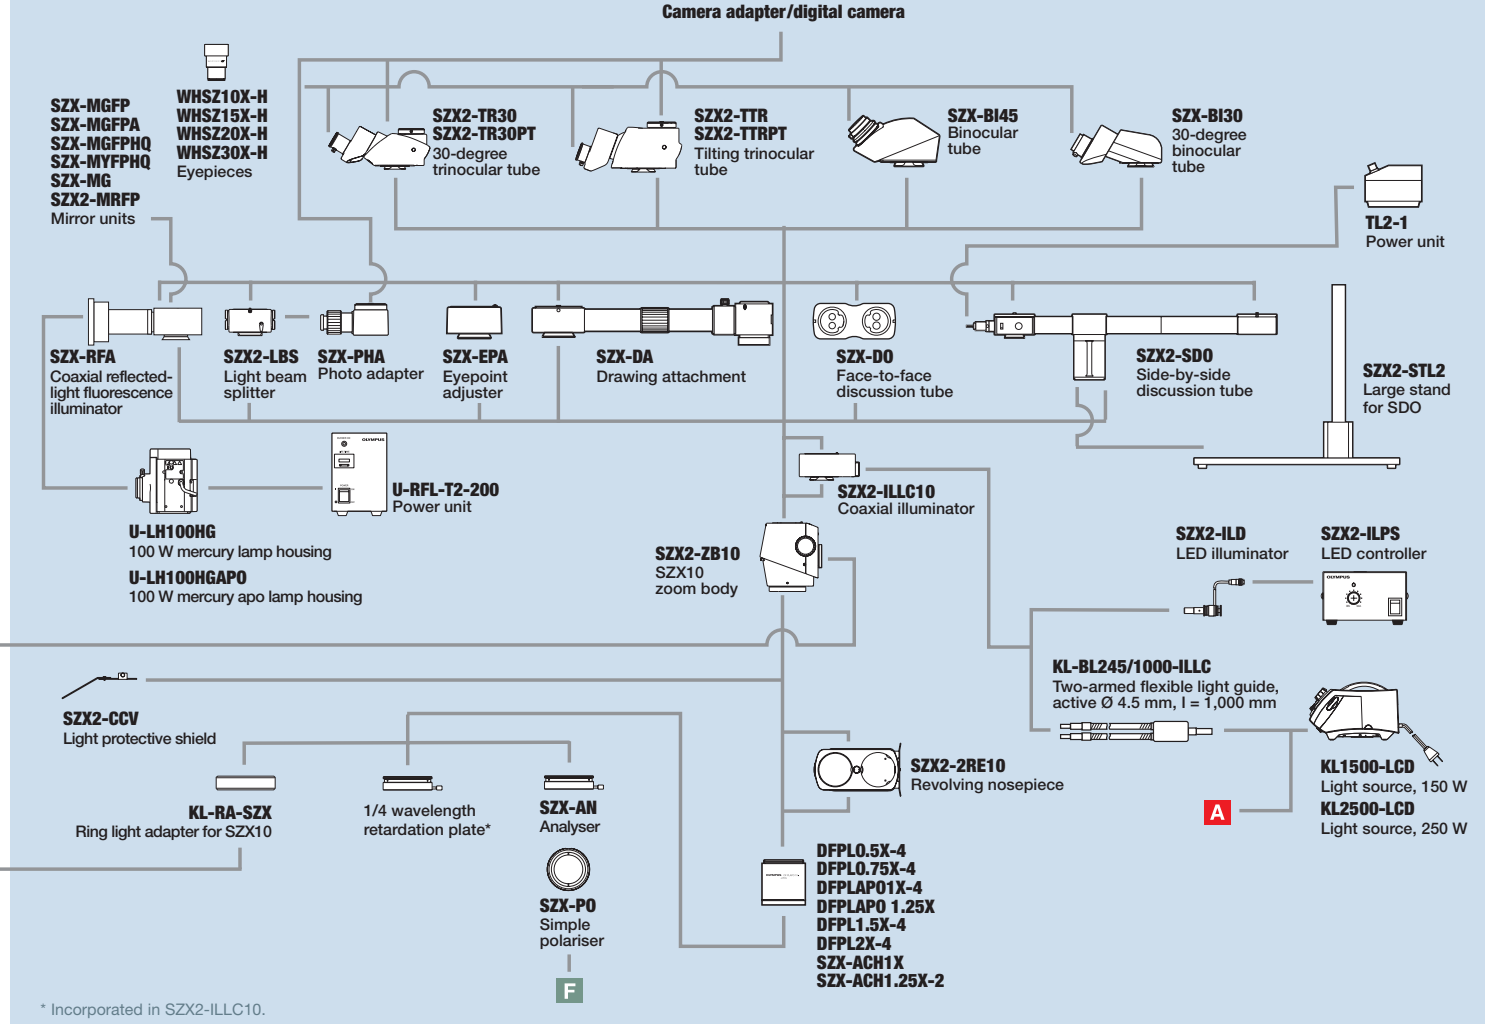 Camera adapter/digital camera
SZX-MGFP
SZX-MGFPA
SZX-MGFPHQ
SZX-MYFPHQ
SZX-MG
SZX2-MRFP
Mirror units
WHSZ10X-H
WHSZ15X-H
WHSZ20X-H
WHSZ30X-H
Eyepieces
SZX2-TR30
SZX2-TR30PT
30-degree
trinocular tube
SZX2-TTR
SZX2-TTRPT
Tilting trinocular
tube
SZX-BI45
Binocular
tube
SZX-BI30
30-degree
binocular
tube
TL2-1
Power unit
SZX-RFA
Coaxial reflected-
light fluorescence
illuminator
SZX2-LBS
Light beam
splitter
SZX-PHA
Photo adapter
SZX-EPA
Eyepoint
adjuster
SZX-DA
Drawing attachment
SZX-DO
Face-to-face
discussion tube
SZX2-SDO
Side-by-side
discussion tube
SZX2-STL2
Large stand
for SDO
OLYMPUS
U-RFL-T2-200
Power unit
U-LH100HG
100 W mercury lamp housing
U-LH100HGAPO
100 W mercury apo lamp housing
SZX2-ILLC10
Coaxial illuminator
SZX2-ZB10
SZX10
zoom body
SZX2-ILD
LED illuminator
SZX2-ILPS
LED controller
OLYMPUS
KL-BL245/1000-ILLC
Two-armed flexible light guide,
active Ø 4.5 mm, l = 1,000 mm
SZX2-CCV
Light protective shield
SZX2-2RE10
Revolving nosepiece
KL1500-LCD
Light source, 150 W
KL2500-LCD
Light source, 250 W
A
KL-RA-SZX
Ring light adapter for SZX10
1/4 wavelength
retardation plate*
SZX-AN
Analyser
SZX-PO
Simple
polariser
F
OLYMPUS
DFPL0.5X-4
DFPL0.75X-4
DFPLAPO1X-4
DFPLAPO 1.25X
DFPL1.5X-4
DFPL2X-4
SZX-ACH1X
SZX-ACH1.25X-2
* Incorporated in SZX2-ILLC10.